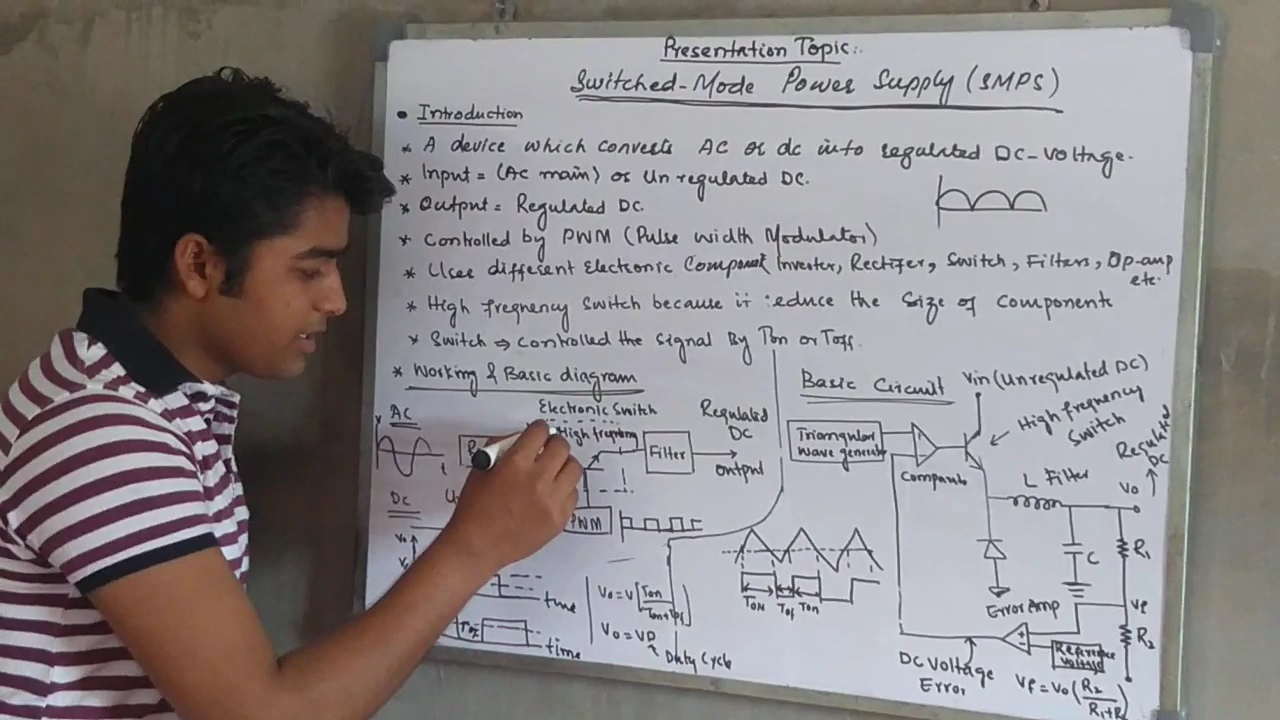 Presentation Topic:.
Switched-Mode Power Supply (SMPS)
• Introduction
* A device which converts AC or dc into regulated DC-Voltage.
* Input = (AC main) or Un regulated DC.
* Output = Regulated DC.
* Controlled by PWM (Pulse width Modulator)
* Uses different Electronic Component Inverter, Rectifer, Switch, Filters, Op-amp
etc.
* High frequency Switch because it reduce the Size of Component
* Switch ⇒ Controlled the signal By Ton or Toff.
* Working & Basic diagram
AC
V
t
Electronic Switch
High frequency
Filter
Regulated
DC
output
DC
PWM
Vo
time
time
Vo = V[Ton/Ton+Toff]
Vo = VD
Duty Cycle
Basic Circuit
Vin (Unregulated DC)
High frequency
Switch
Triangular
wave generator
L Filter
Regulated
DC
Vo
C
R1
TON
Tof
Ton
Error Amp
Vf
R2
Reference
Voltage
DC Voltage
Error
Vf = Vo (R2/R1+R2)